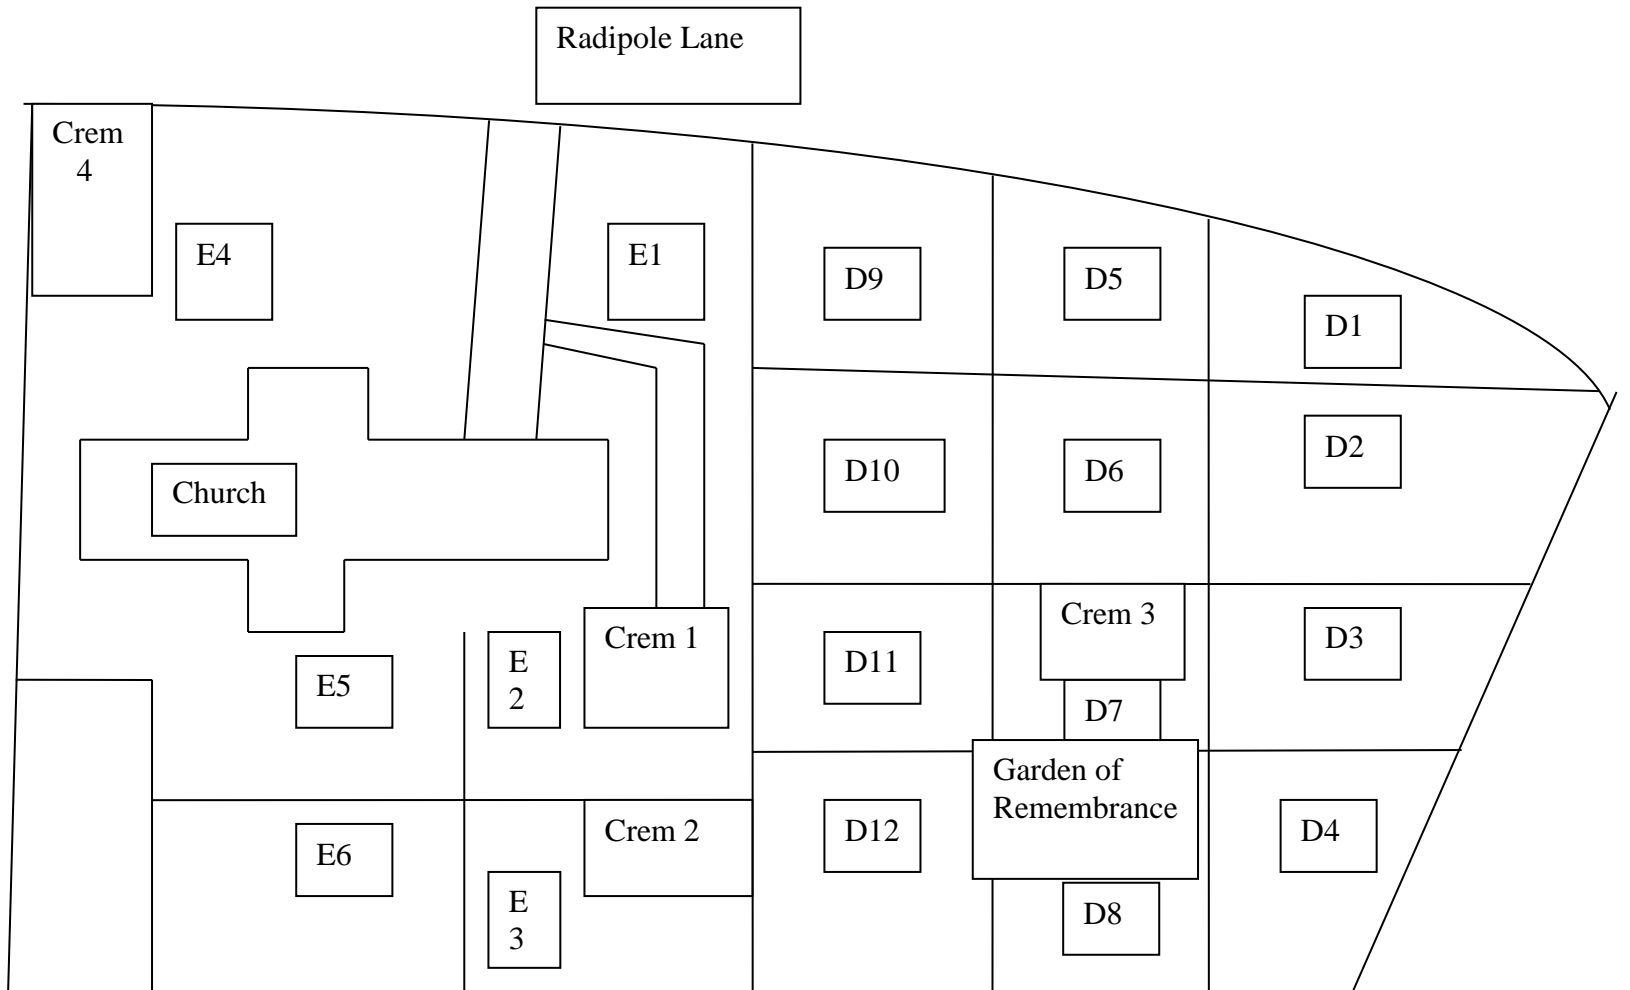 Radipole Lane
Crem
4
E4
E1
D9
D5
D1
D10
D6
D2
Church
Crem 1
Crem 3
D3
E
2
D11
E5
D7
Garden of
Remembrance
Crem 2
D12
D4
E6
E
3
D8